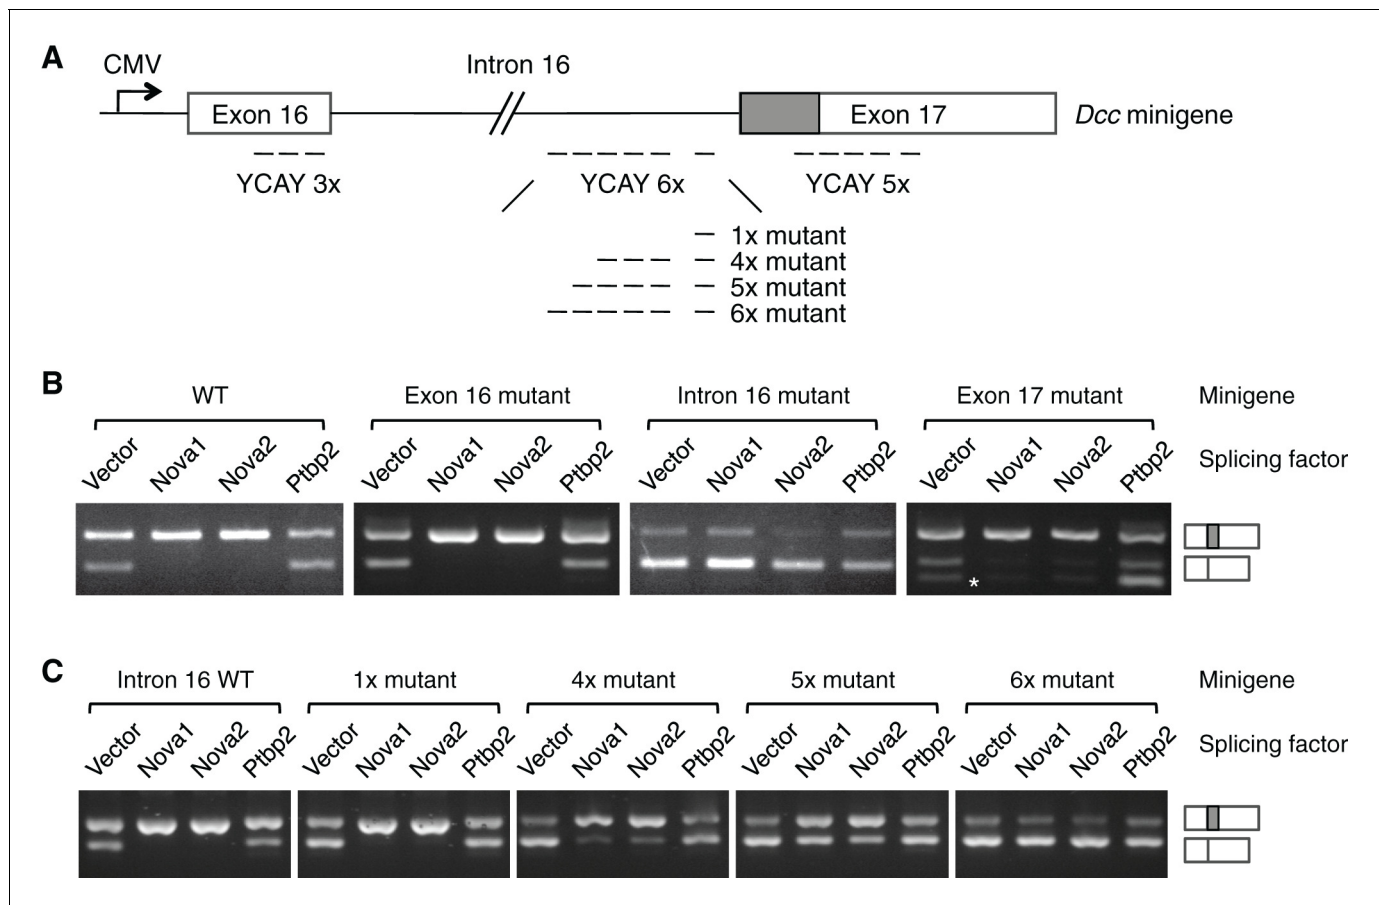 A
CMV
Intron 16
Exon 16
Exon 17
Dcc minigene
YCAY 3x
YCAY 6x
YCAY 5x
1x mutant
4x mutant
5x mutant
6x mutant
B
WT
Exon 16 mutant
Intron 16 mutant
Exon 17 mutant
Minigene
Vector Nova1 Nova2 Ptbp2
Vector Nova1 Nova2 Ptbp2
Vector Nova1 Nova2 Ptbp2
Vector Nova1 Nova2 Ptbp2
Splicing factor
*
C
Intron 16 WT
1x mutant
4x mutant
5x mutant
6x mutant
Minigene
Vector Nova1 Nova2 Ptbp2
Vector Nova1 Nova2 Ptbp2
Vector Nova1 Nova2 Ptbp2
Vector Nova1 Nova2 Ptbp2
Vector Nova1 Nova2 Ptbp2
Splicing factor